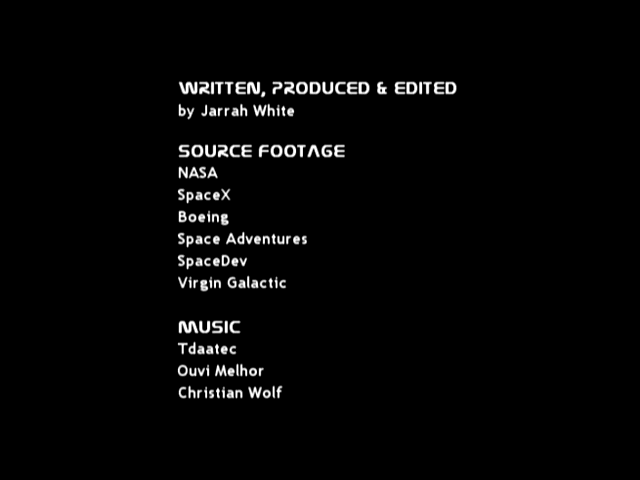 WRITTEN, PRODUCED & EDITED
by Jarrah White
SOURCE FOOTAGE
NASA
SpaceX
Boeing
Space Adventures
SpaceDev
Virgin Galactic
MUSIC
Tdaatec
Ouvi Melhor
Christian Wolf